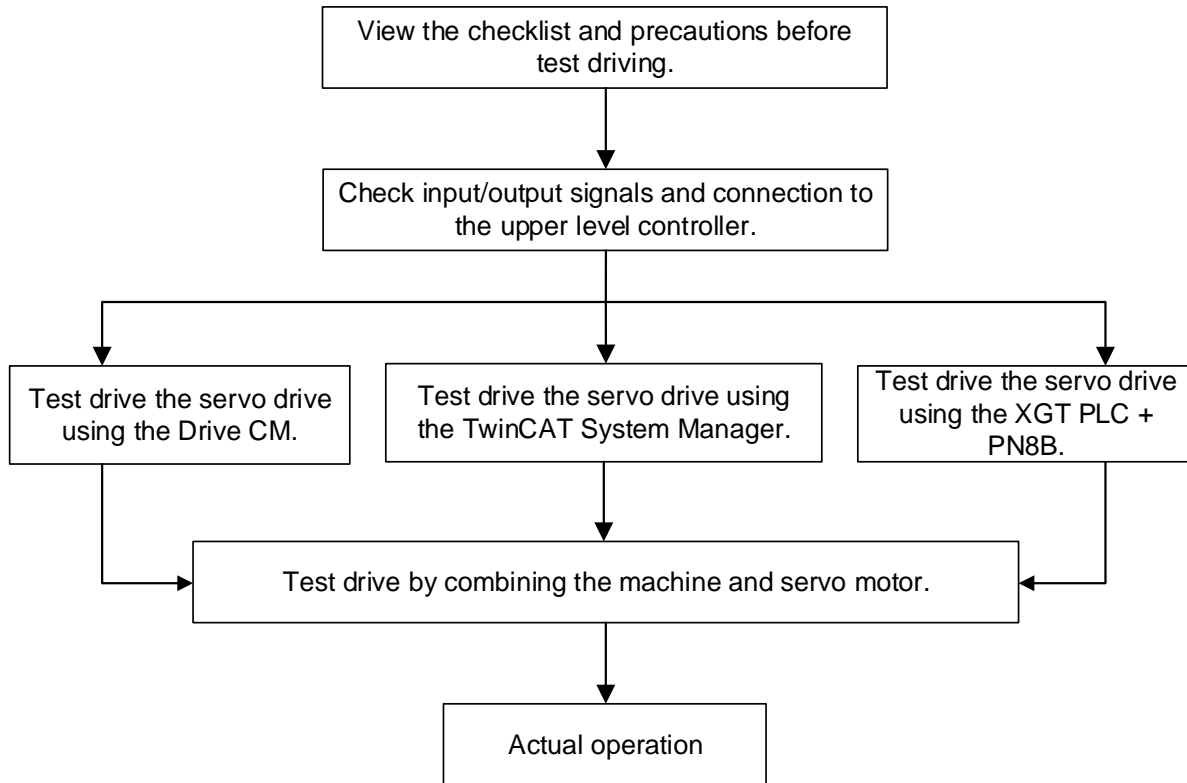 View the checklist and precautions before
test driving.
Check input/output signals and connection to
the upper level controller.
Test drive the servo drive
using the Drive CM.
Test drive the servo drive using
the TwinCAT System Manager.
Test drive the servo drive
using the XGT PLC +
PN8B.
Test drive by combining the machine and servo motor.
Actual operation